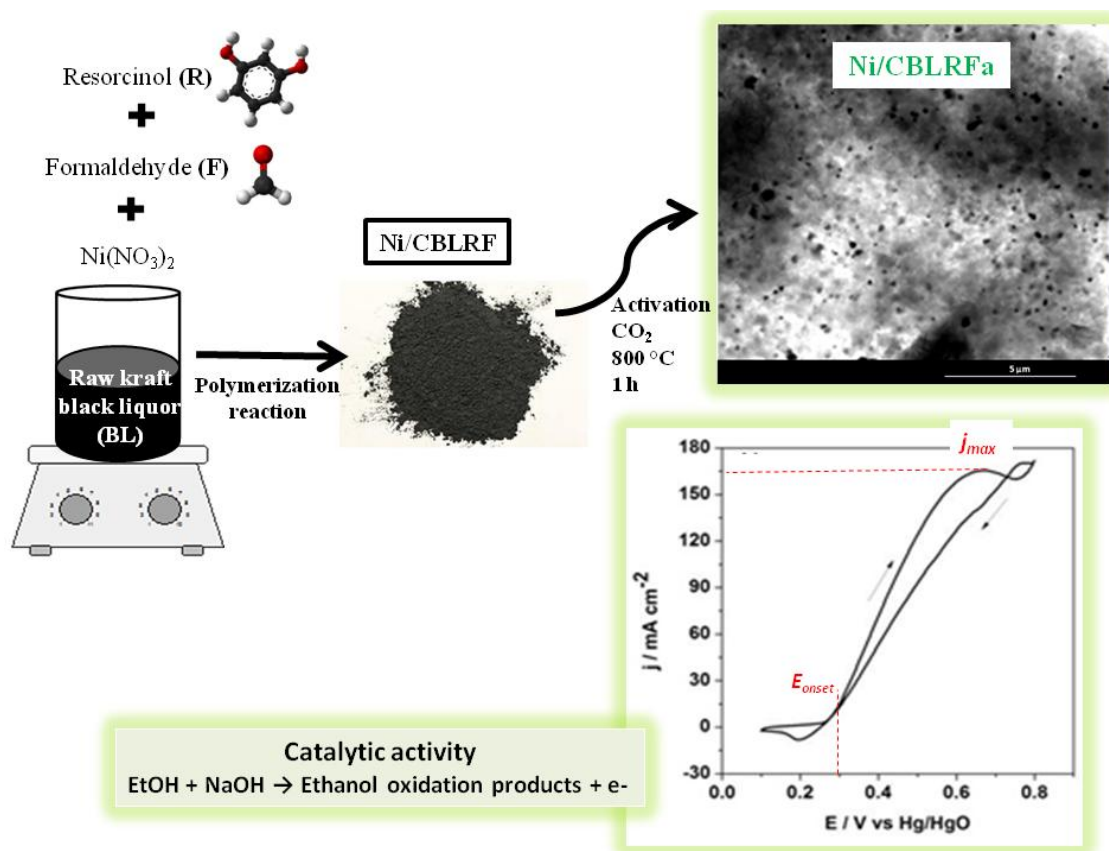 Resorcinol (R)
+
Formaldehyde (F)
+
Ni(NO₃)₂
Raw kraft
black liquor
(BL)
Polymerization
reaction
Ni/CBLRF
Activation
CO₂
800 °C
1 h
Ni/CBLRFa
5 µm
j_max
180
150
120
90
60
30
0
-30
j / mA cm⁻²
E_onset
0.0
0.2
0.4
0.6
0.8
E / V vs Hg/HgO
Catalytic activity
EtOH + NaOH → Ethanol oxidation products + e-